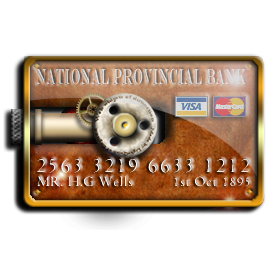 NATIONAL PROVINCIAL BANK
VISA MasterCard
2563 3219 6633 1212
MR. H.G Wells 1st Oct 1895